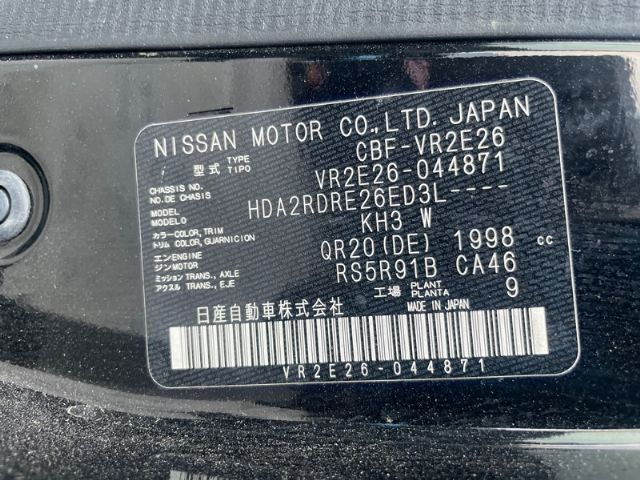 NISSAN MOTOR CO.,LTD. JAPAN
型式 TYPE TIPO CBF-VR2E26
CHASSIS NO. NO.DE CHASIS VR2E26-044871
MODEL MODELO HDA2RDRE26ED3L----
カラー COLOR, TRIM トリム COLOR, GUARNICION KH3 W
エンジン ENGINE MOTOR QR20(DE) 1998 cc
ミッション TRANS., AXLE アクスル TRANS., EJE RS5R91B CA46
工場 PLANT PLANTA 9
日産自動車株式会社 MADE IN JAPAN
VR2E26-044871